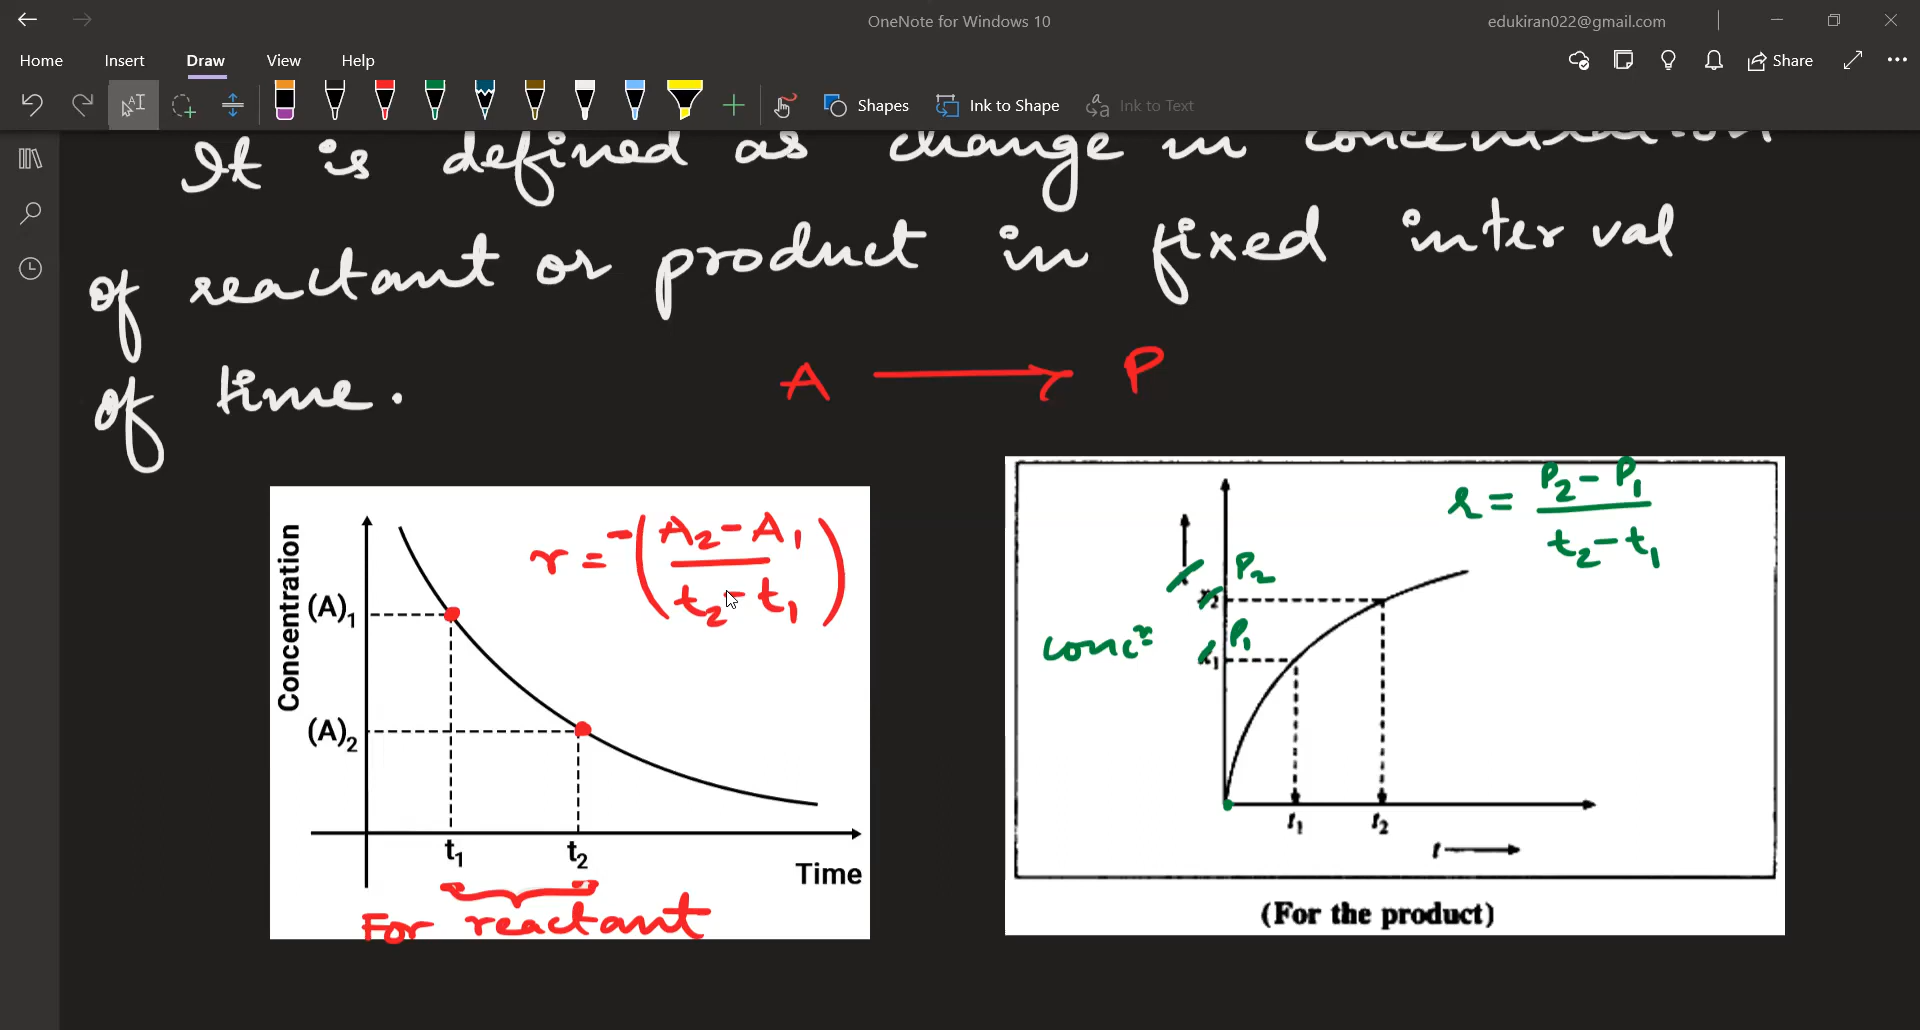 OneNote for Windows 10
edukiran022@gmail.com
Home Insert Draw View Help
Share
Shapes Ink to Shape Ink to Text
It is defined as change in concentration
of reactant or product in fixed interval
of time.
A → P
Concentration
(A)1
(A)2
r = -(A2 - A1 / t2 - t1)
t1 t2
Time
For reactant
r = P2 - P1 / t2 - t1
P2
x2
concn P1
x1
t1 t2
t
(For the product)